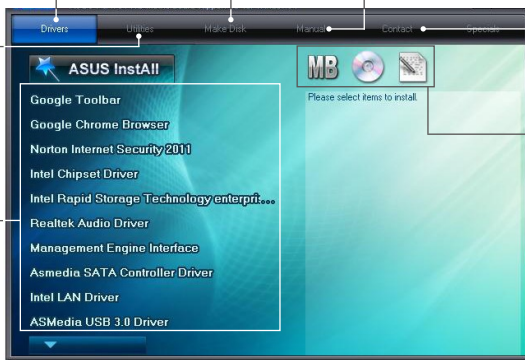 Drivers Utilities Make Disk Manual Contact Specials
ASUS InstAll
MB
Please select items to install.
Google Toolbar
Google Chrome Browser
Norton Internet Security 2011
Intel Chipset Driver
Intel Rapid Storage Technology enterpri:...
Realtek Audio Driver
Management Engine Interface
Asmedia SATA Controller Driver
Intel LAN Driver
ASMedia USB 3.0 Driver